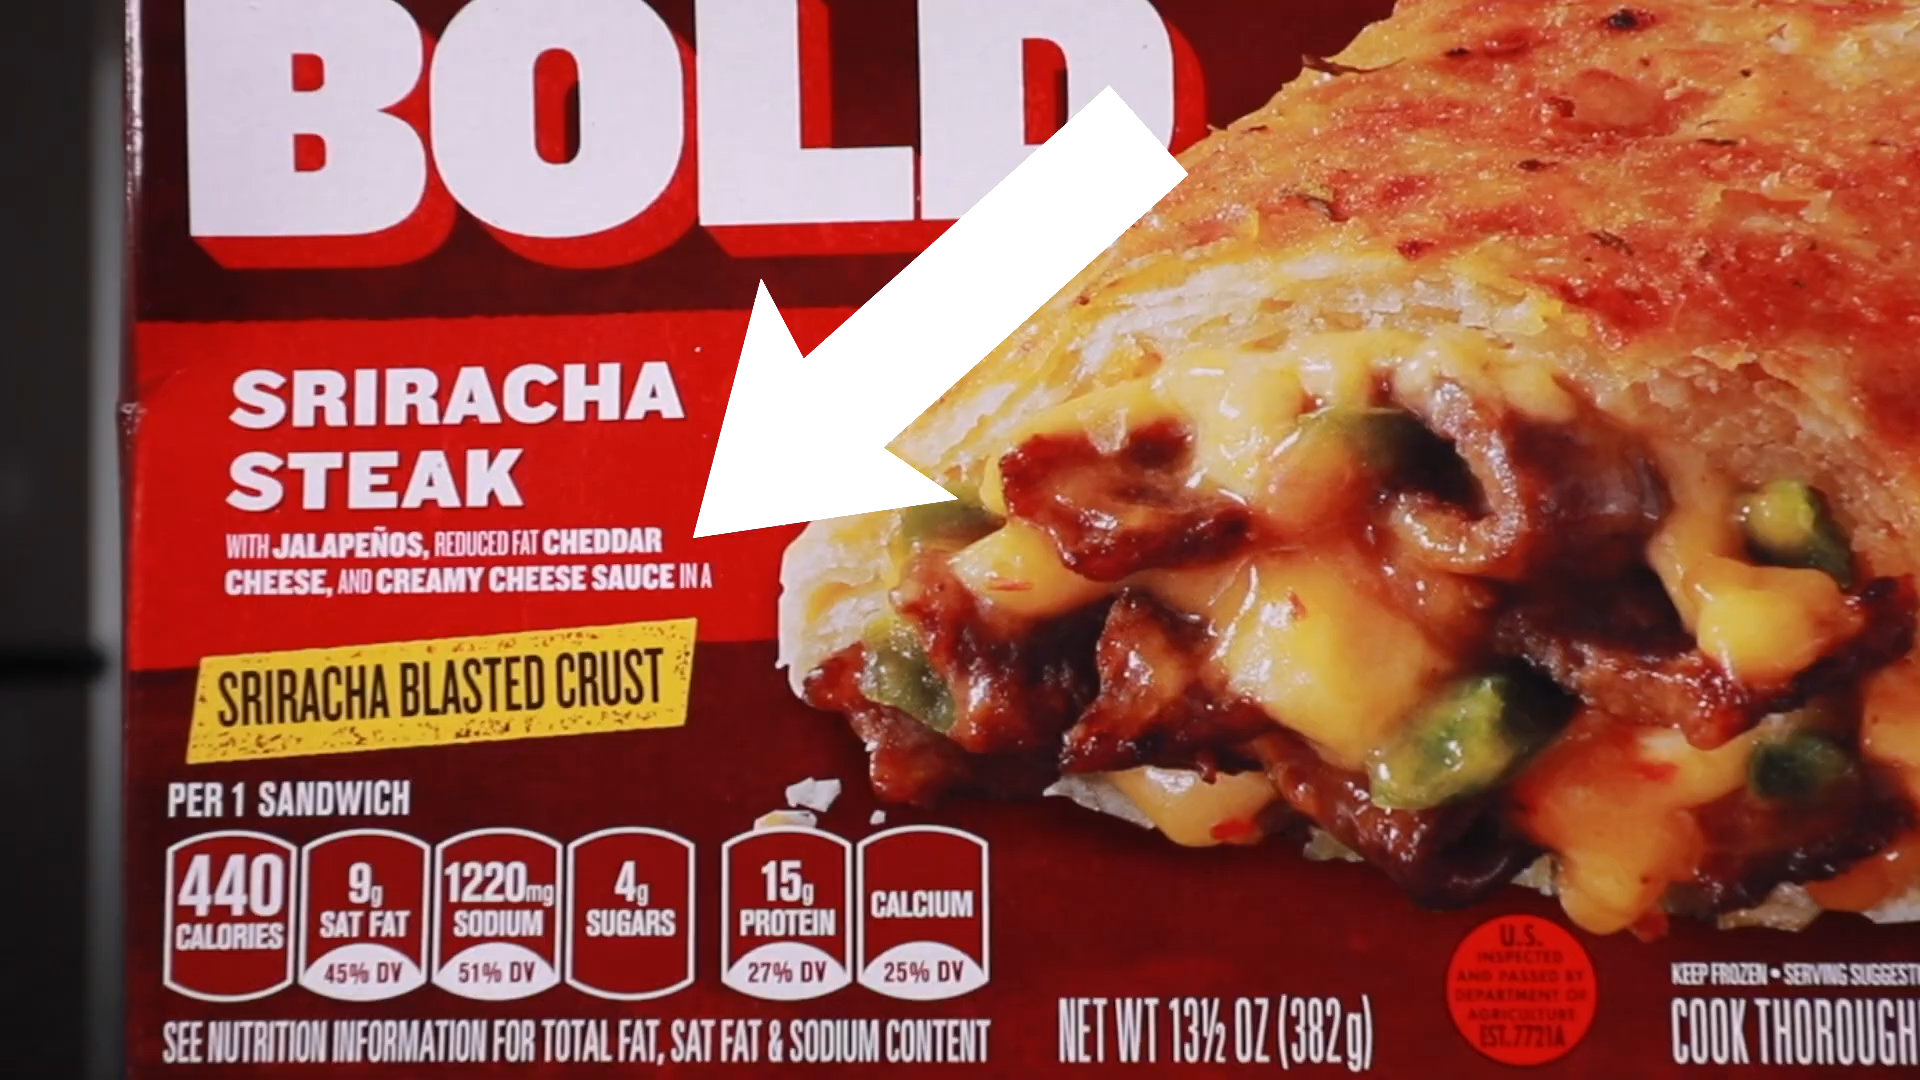 BOLD
SRIRACHA
STEAK
WITH JALAPEÑOS, REDUCED FAT CHEDDAR
CHEESE, AND CREAMY CHEESE SAUCE IN A
SRIRACHA BLASTED CRUST
PER 1 SANDWICH
440 CALORIES
9g SAT FAT 45% DV
1220mg SODIUM 51% DV
4g SUGARS
15g PROTEIN 27% DV
CALCIUM 25% DV
SEE NUTRITION INFORMATION FOR TOTAL FAT, SAT FAT & SODIUM CONTENT
NET WT 13½ OZ (382g)
U.S.
INSPECTED
AND PASSED BY
DEPARTMENT OF
AGRICULTURE
EST. 7721A
KEEP FROZEN • SERVING SUGGEST
COOK THOROUGH